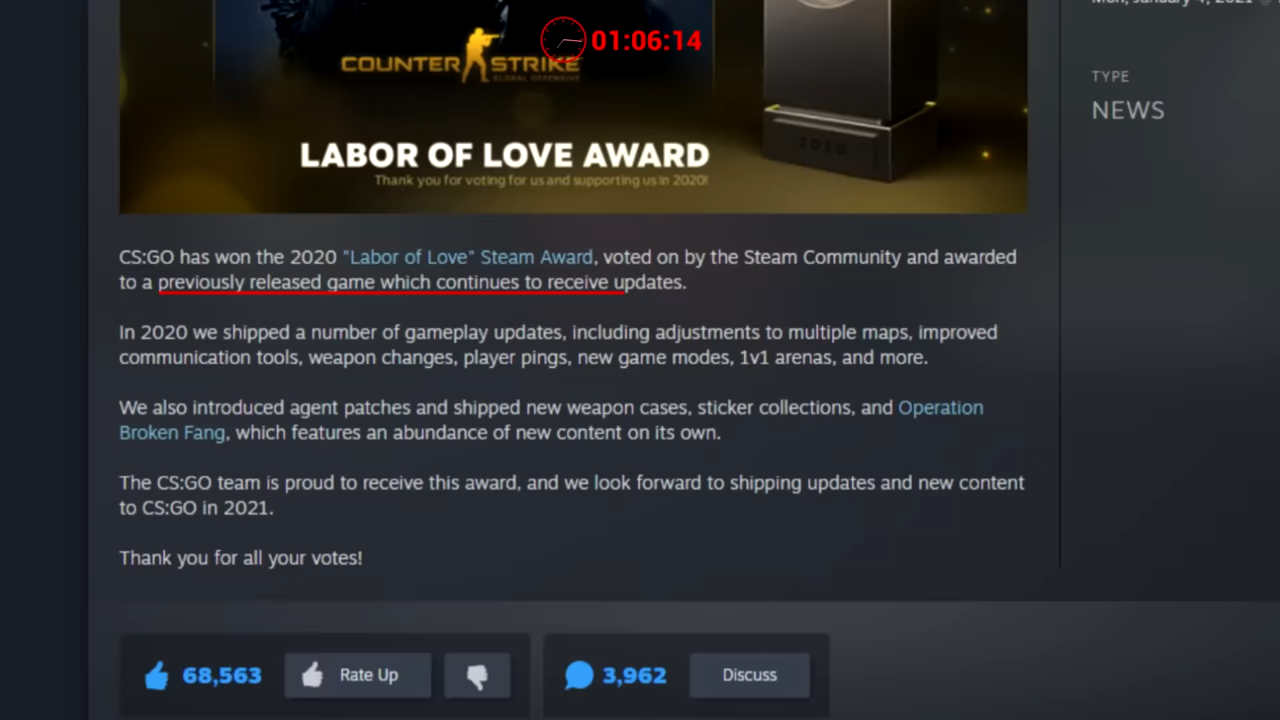 Mon, January 4, 2021
01:06:14
COUNTER STRIKE
GLOBAL OFFENSIVE
TYPE
NEWS
2020
LABOR OF LOVE AWARD
Thank you for voting for us and supporting us in 2020!
CS:GO has won the 2020 "Labor of Love" Steam Award, voted on by the Steam Community and awarded
to a previously released game which continues to receive updates.
In 2020 we shipped a number of gameplay updates, including adjustments to multiple maps, improved
communication tools, weapon changes, player pings, new game modes, 1v1 arenas, and more.
We also introduced agent patches and shipped new weapon cases, sticker collections, and Operation
Broken Fang, which features an abundance of new content on its own.
The CS:GO team is proud to receive this award, and we look forward to shipping updates and new content
to CS:GO in 2021.
Thank you for all your votes!
68,563
Rate Up
3,962
Discuss